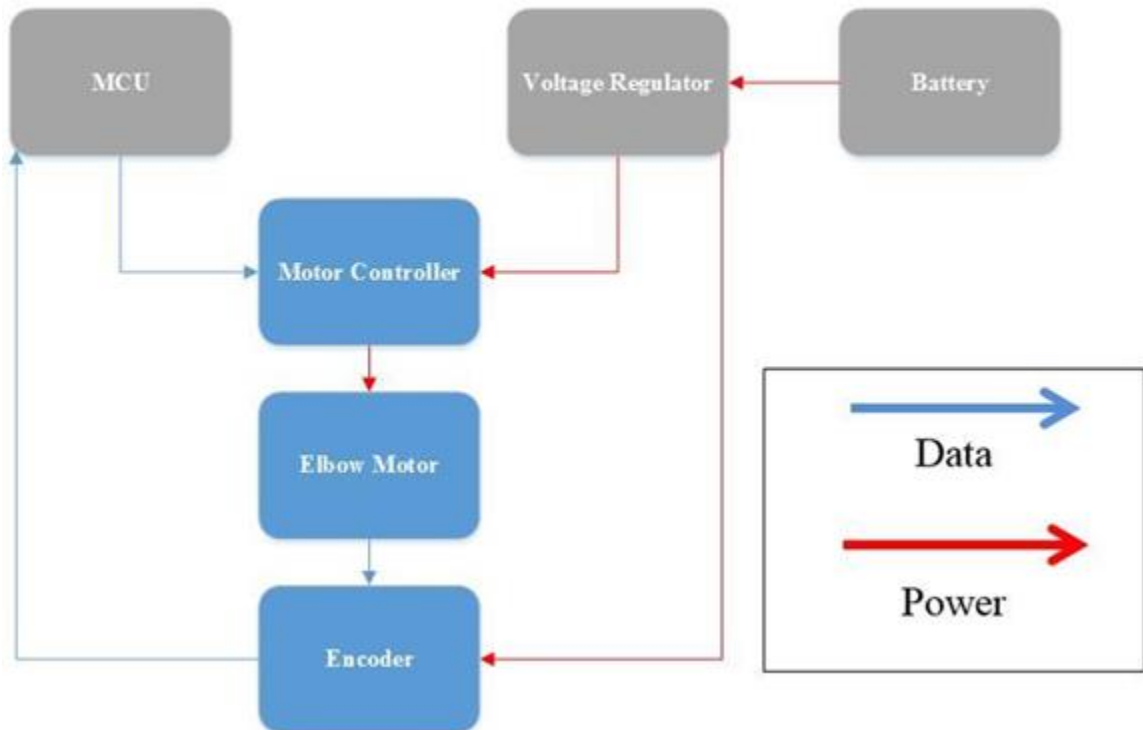 MCU
Voltage Regulator
Battery
Motor Controller
Elbow Motor
Encoder
Data
Power